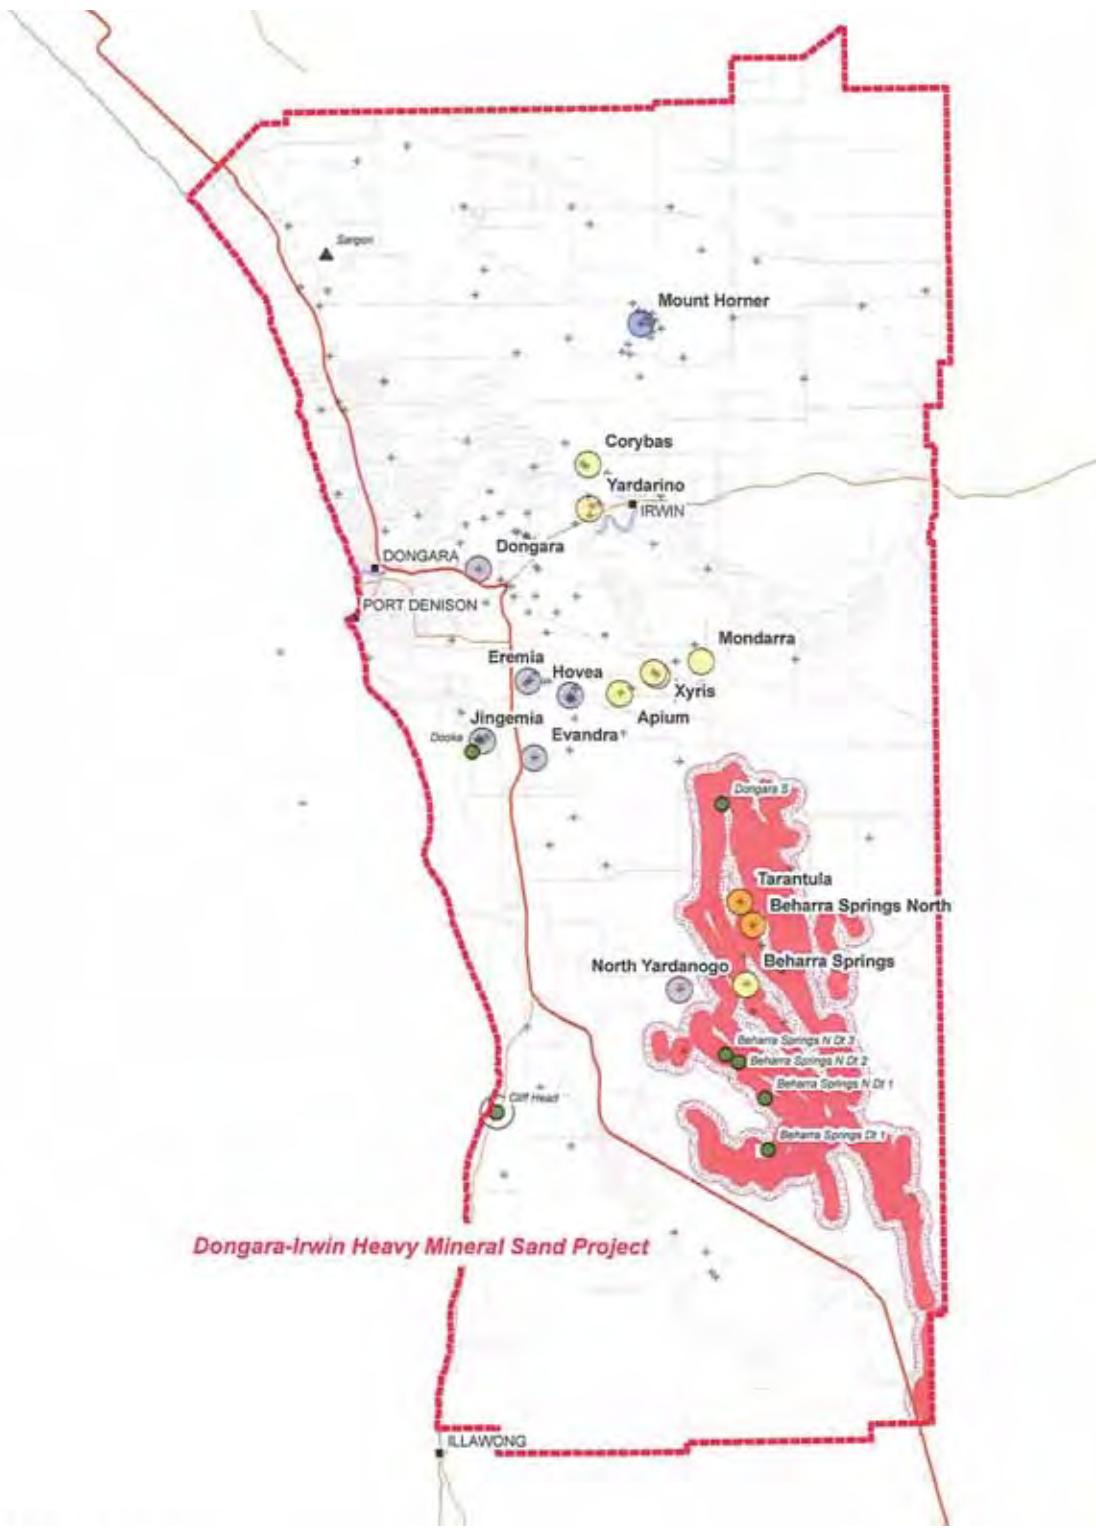 Sargon
Mount Horner
Corybas
Yardarino
IRWIN
Dongara
DONGARA
PORT DENISON
Mondarra
Eremia
Hovea
Xyris
Apium
Jingemia
Evandra
Dooka
Dongara S
Tarantula
Beharra Springs North
Beharra Springs
North Yardanogo
Beharra Springs N Dt 3
Beharra Springs N Dt 2
Beharra Springs N Dt 1
Cliff Head
Beharra Springs Dt 1
Dongara-Irwin Heavy Mineral Sand Project
ILLAWONG